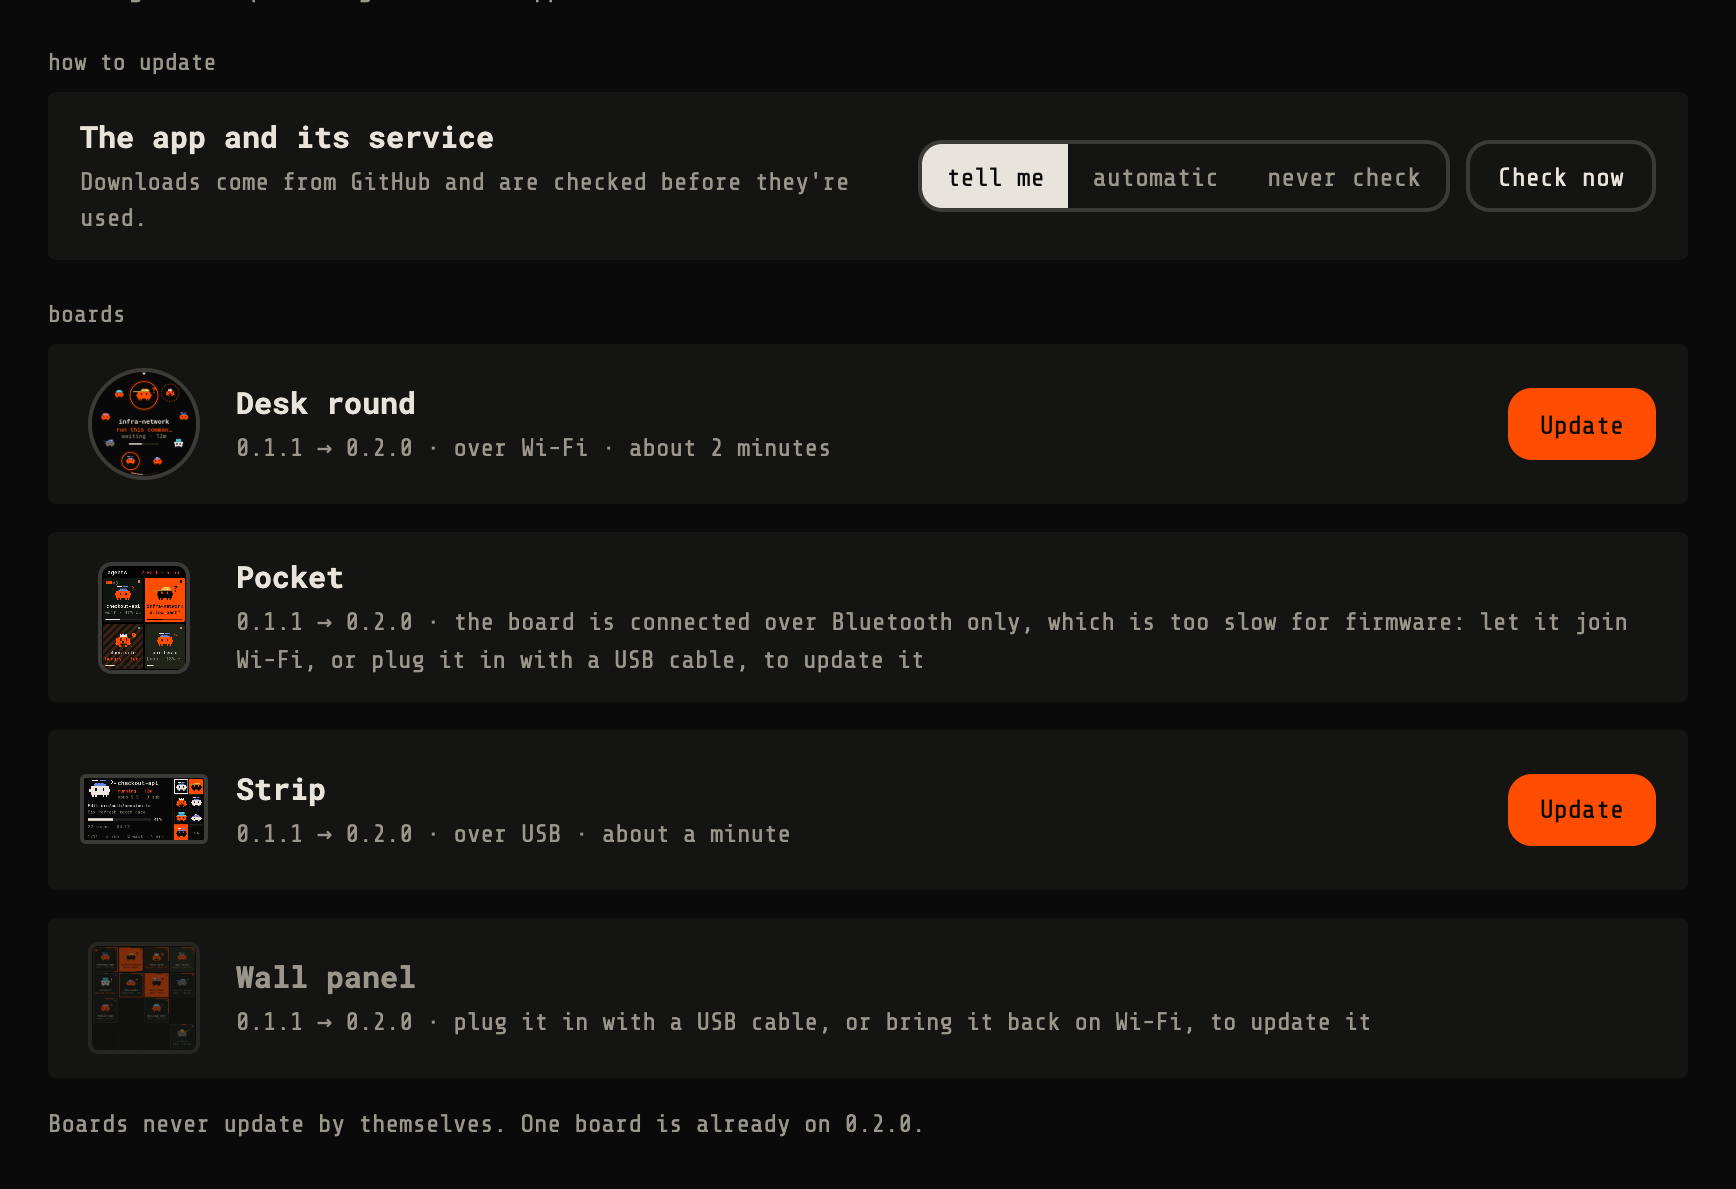 how to update
The app and its service
Downloads come from GitHub and are checked before they're
used.
tell me
automatic
never check
Check now
boards
infra-network
Desk round
0.1.1 → 0.2.0 · over Wi-Fi · about 2 minutes
Update
agents
Pocket
0.1.1 → 0.2.0 · the board is connected over Bluetooth only, which is too slow for firmware: let it join
Wi-Fi, or plug it in with a USB cable, to update it
checkout-api
Strip
0.1.1 → 0.2.0 · over USB · about a minute
Update
Wall panel
0.1.1 → 0.2.0 · plug it in with a USB cable, or bring it back on Wi-Fi, to update it
Boards never update by themselves. One board is already on 0.2.0.